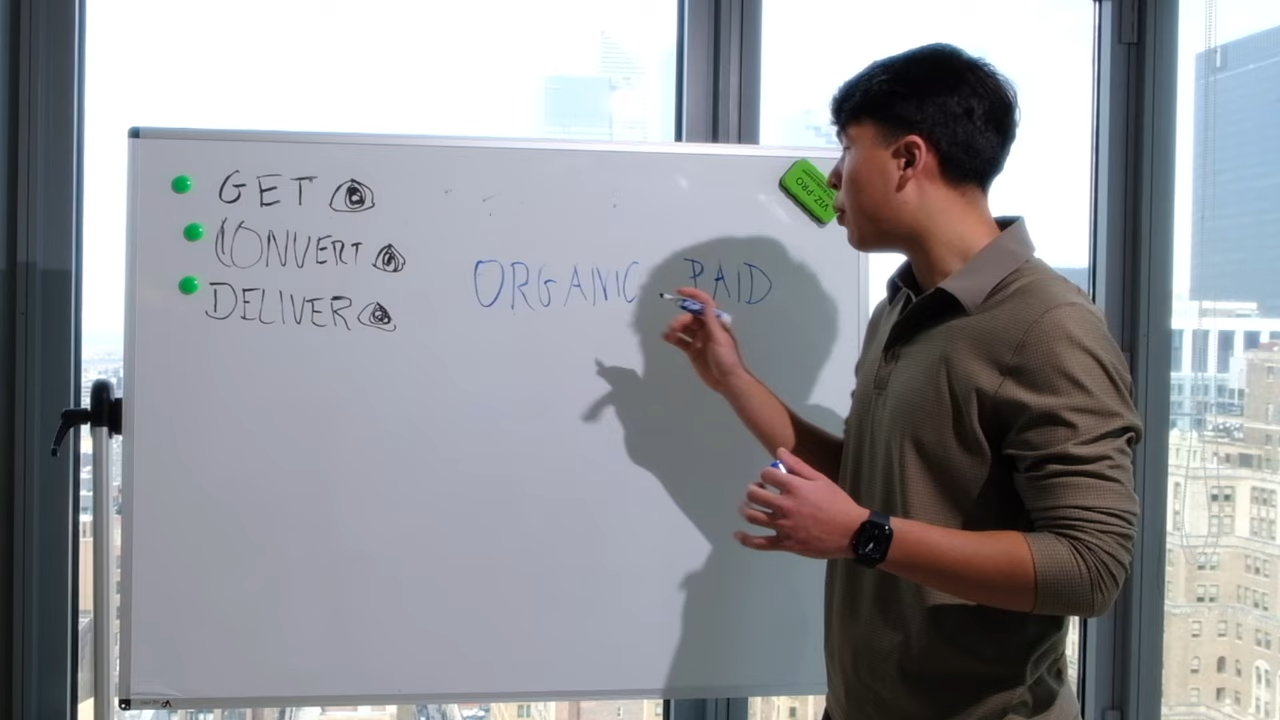 GET
CONVERT
DELIVER
ORGANIC PAID
VIZ-PRO